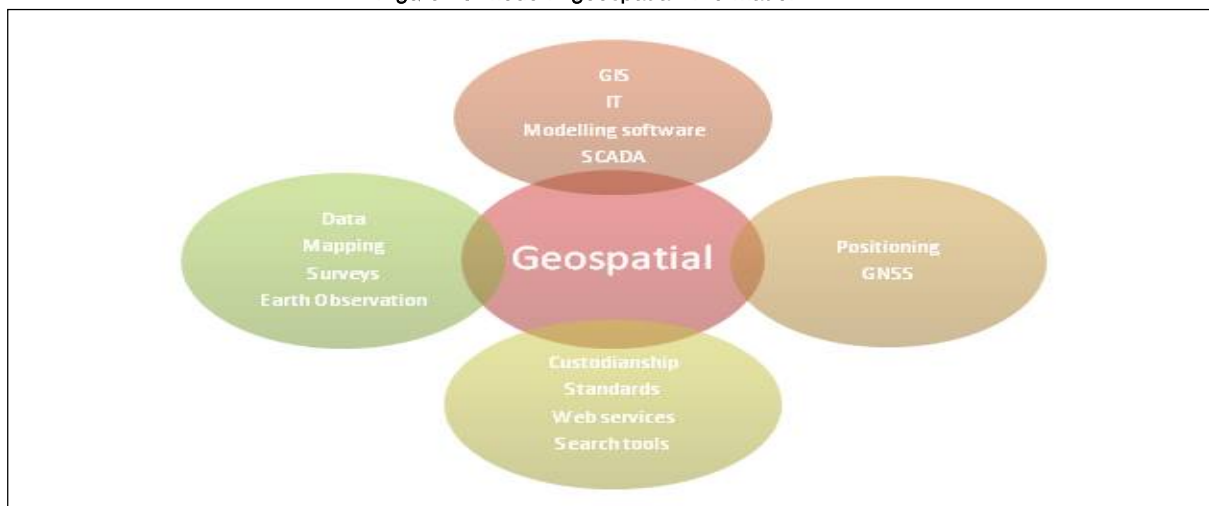 GIS
IT
Modelling software
SCADA
Data
Mapping
Surveys
Earth Observation
Geospatial
Positioning
GNSS
Custodianship
Standards
Web services
Search tools